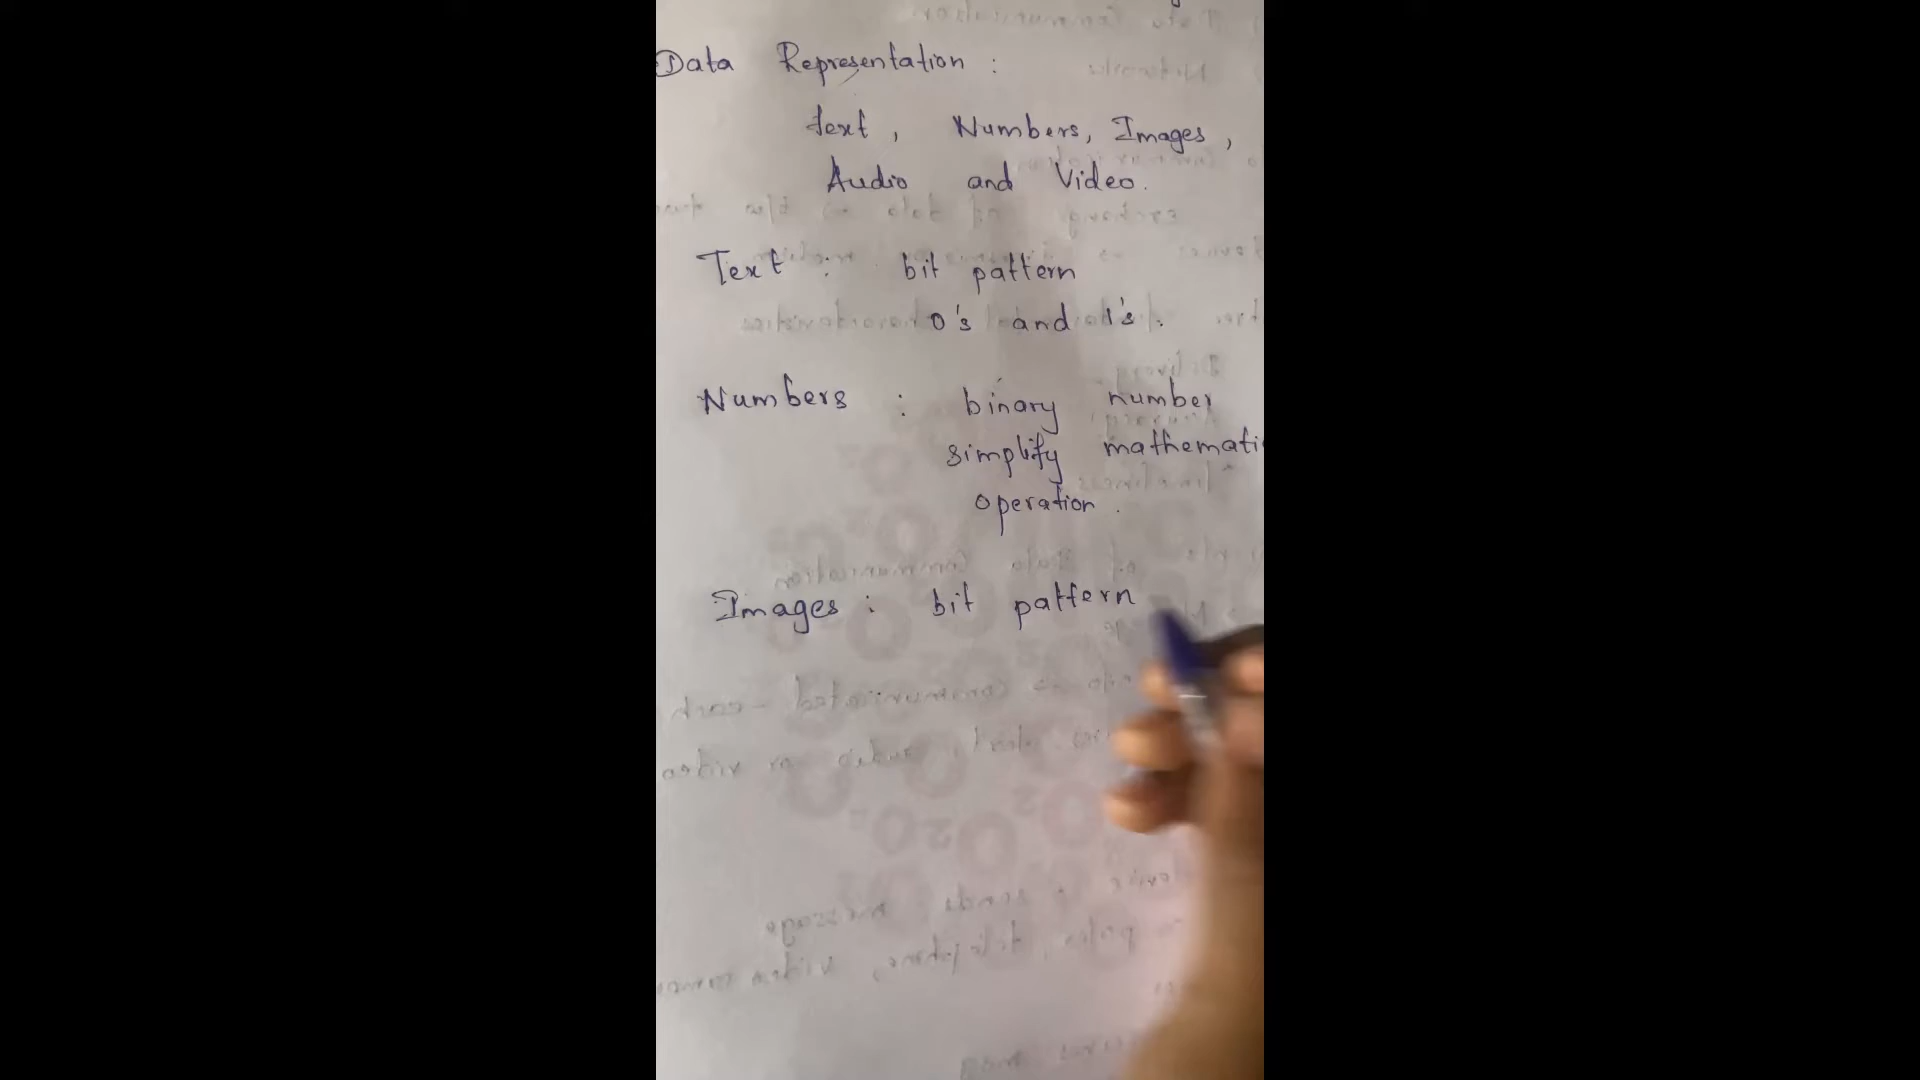 Data Representation :
text, Numbers, Images,
Audio and Video.
Text : bit pattern
0's and 1's.
Numbers : binary number
simplify mathemati
operation.
Images : bit pattern